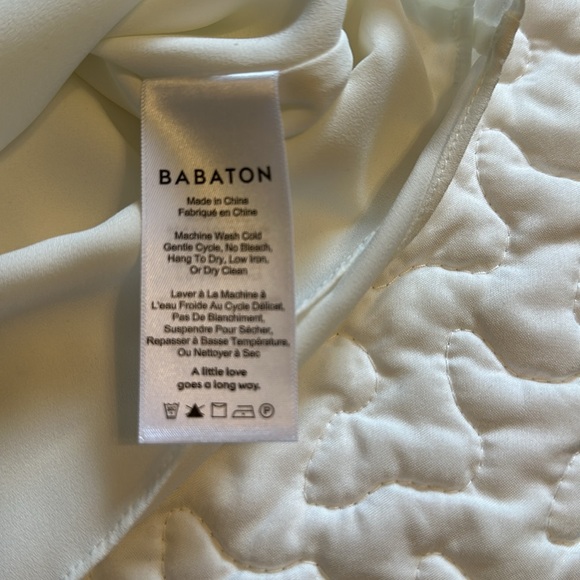 BABATON
Made in China
Fabriqué en Chine
Machine Wash Cold
Gentle Cycle, No Bleach,
Hang To Dry, Low Iron,
Or Dry Clean
Laver à La Machine à
L'eau Froide Au Cycle Délicat,
Pas De Blanchiment,
Suspendre Pour Sécher,
Repasser à Basse Température,
Ou Nettoyer à Sec
A little love
goes a long way.
P